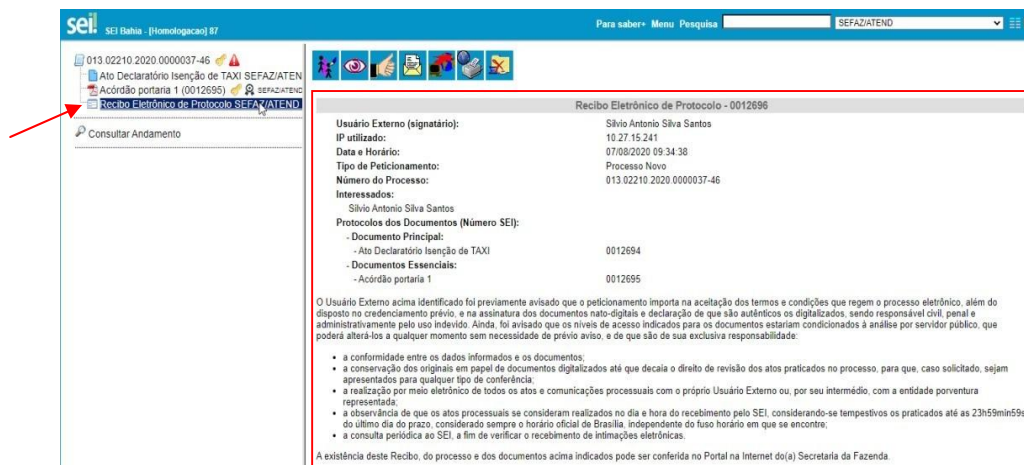 sei! SEI Bahia - [Homologacao] 87
Para saber+ Menu Pesquisa
SEFAZ/ATEND
013.02210.2020.0000037-46
Ato Declaratório Isenção de TAXI SEFAZ/ATEN
Acórdão portaria 1 (0012695) SEFAZ/ATEND
Recibo Eletrônico de Protocolo SEFAZ/ATEND
Consultar Andamento
Recibo Eletrônico de Protocolo - 0012696
Usuário Externo (signatário): Silvio Antonio Silva Santos
IP utilizado: 10.27.15.241
Data e Horário: 07/08/2020 09:34:38
Tipo de Peticionamento: Processo Novo
Número do Processo: 013.02210.2020.0000037-46
Interessados:
Silvio Antonio Silva Santos
Protocolos dos Documentos (Número SEI):
- Documento Principal:
- Ato Declaratório Isenção de TAXI 0012694
- Documentos Essenciais:
- Acórdão portaria 1 0012695
O Usuário Externo acima identificado foi previamente avisado que o peticionamento importa na aceitação dos termos e condições que regem o processo eletrônico, além do
disposto no credenciamento prévio, e na assinatura dos documentos nato-digitais e declaração de que são autênticos os digitalizados, sendo responsável civil, penal e
administrativamente pelo uso indevido. Ainda, foi avisado que os níveis de acesso indicados para os documentos estariam condicionados à análise por servidor público, que
poderá alterá-los a qualquer momento sem necessidade de prévio aviso, e de que são de sua exclusiva responsabilidade:
• a conformidade entre os dados informados e os documentos;
• a conservação dos originais em papel de documentos digitalizados até que decaia o direito de revisão dos atos praticados no processo, para que, caso solicitado, sejam
apresentados para qualquer tipo de conferência;
• a realização por meio eletrônico de todos os atos e comunicações processuais com o próprio Usuário Externo ou, por seu intermédio, com a entidade porventura
representada;
• a observância de que os atos processuais se consideram realizados no dia e hora do recebimento pelo SEI, considerando-se tempestivos os praticados até as 23h59min59s
do último dia do prazo, considerado sempre o horário oficial de Brasília, independente do fuso horário em que se encontre;
• a consulta periódica ao SEI, a fim de verificar o recebimento de intimações eletrônicas.
A existência deste Recibo, do processo e dos documentos acima indicados pode ser conferida no Portal na Internet do(a) Secretaria da Fazenda.